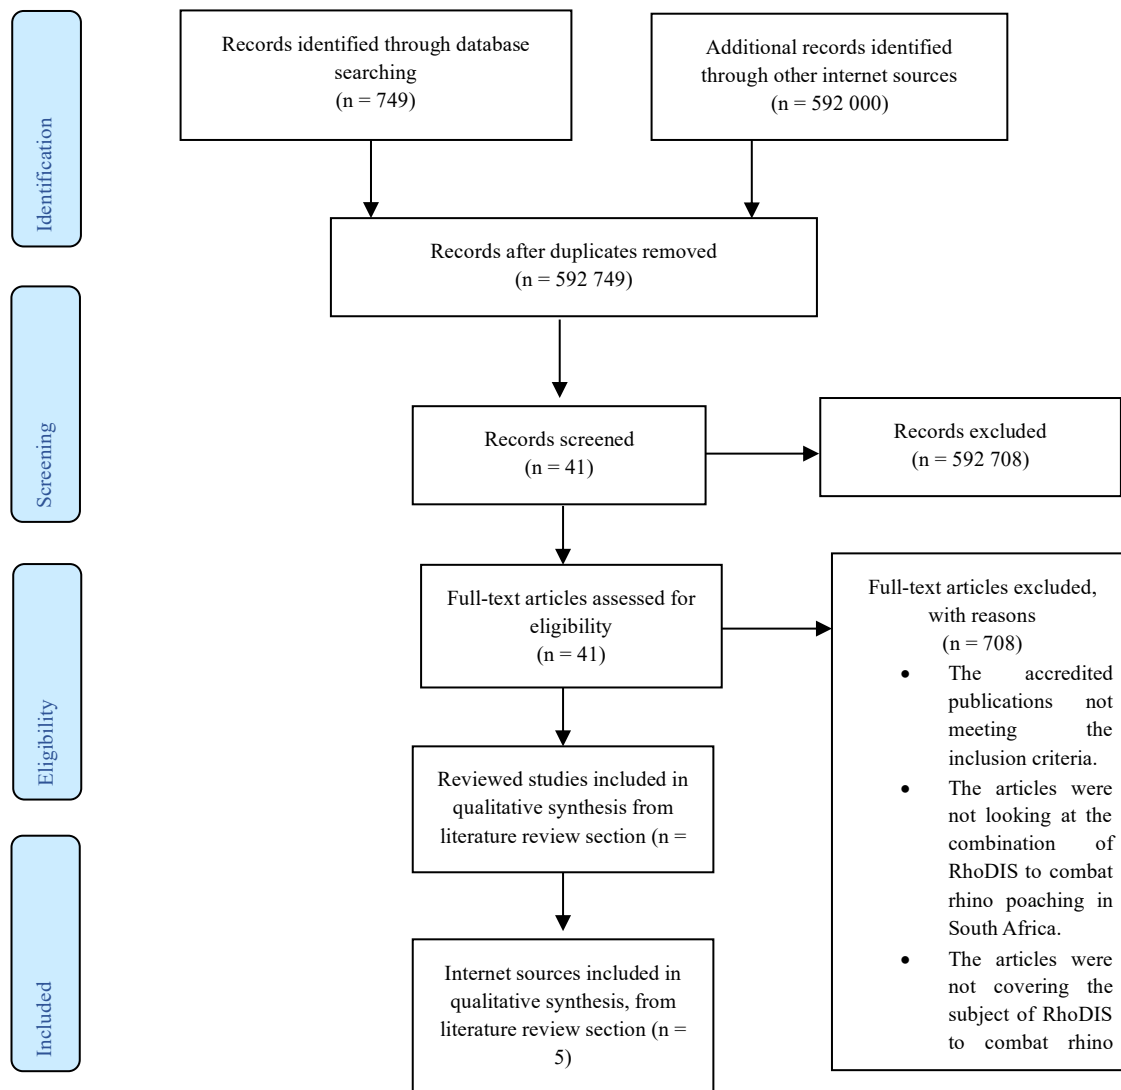 Identification
Records identified through database
searching
(n = 749)
Additional records identified
through other internet sources
(n = 592 000)
Records after duplicates removed
(n = 592 749)
Screening
Records screened
(n = 41)
Records excluded
(n = 592 708)
Eligibility
Full-text articles assessed for
eligibility
(n = 41)
Full-text articles excluded,
with reasons
(n = 708)
• The accredited
publications not
meeting the
inclusion criteria.
• The articles were
not looking at the
combination of
RhoDIS to combat
rhino poaching in
South Africa.
• The articles were
not covering the
subject of RhoDIS
to combat rhino
Reviewed studies included in
qualitative synthesis from
literature review section (n =
Included
Internet sources included in
qualitative synthesis, from
literature review section (n =
5)